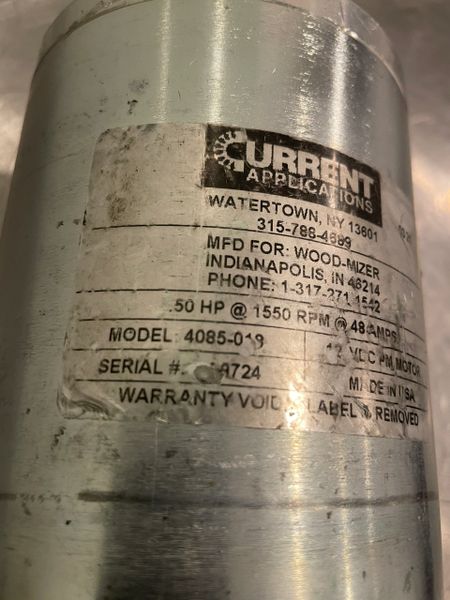 CURRENT
APPLICATIONS
WATERTOWN, NY 13601
315-788-4689
MFD FOR: WOOD-MIZER
INDIANAPOLIS, IN 46214
PHONE: 1-317-271-1542
.50 HP @ 1550 RPM @ 48 AMPS
MODEL: 4085-018
VDC PM MOTOR
SERIAL #:
MADE IN USA
WARRANTY VOID LABEL REMOVED